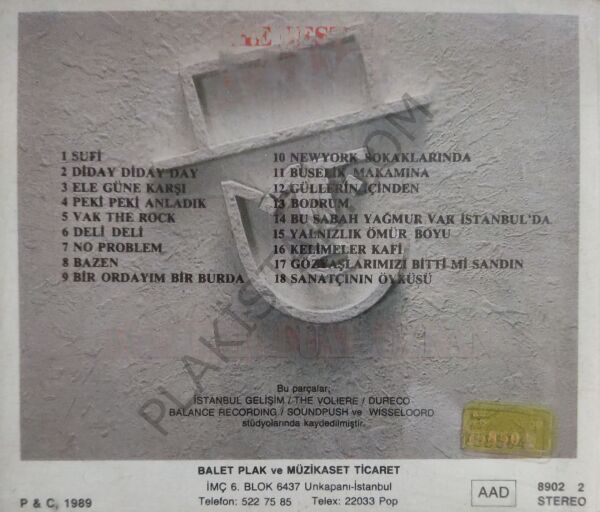 1 SUFİ
2 DİDAY DİDAY DAY
3 ELE GÜNE KARŞI
4 PEKİ PEKİ ANLADIK
5 VAK THE ROCK
6 DELİ DELİ
7 NO PROBLEM
8 BAZEN
9 BİR ORDAYIM BİR BURDA
10 NEWYORK SOKAKLARINDA
11 BUSELİK MAKAMINA
12 GÜLLERİN İÇİNDEN
13 BODRUM
14 BU SABAH YAĞMUR VAR İSTANBUL'DA
15 YALNIZLIK ÖMÜR BOYU
16 KELİMELER KAFİ
17 GÖZYAŞLARIMIZI BİTTİ Mİ SANDIN
18 SANATÇININ ÖYKÜSÜ
Bu parçalar;
İSTANBUL GELİŞİM / THE VOLIERE / DURECO
BALANCE RECORDING / SOUNDPUSH ve WISSELOORD
stüdyolarında kaydedilmiştir.
BALET PLAK ve MÜZİKASET TİCARET
İMÇ 6. BLOK 6437 Unkapanı-İstanbul
Telefon: 522 75 85 Telex: 22033 Pop
P & C, 1989
AAD
8902 2
STEREO